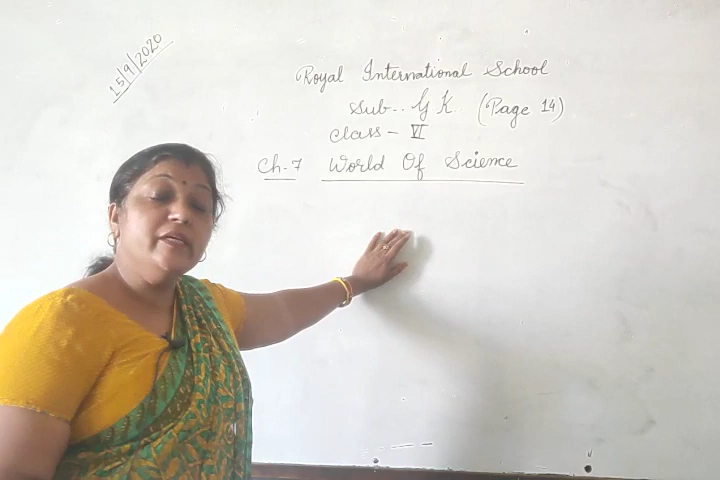 15/9/2020
Royal International School
Sub.. G K. (Page 14)
Class - VI
Ch-7 World Of Science